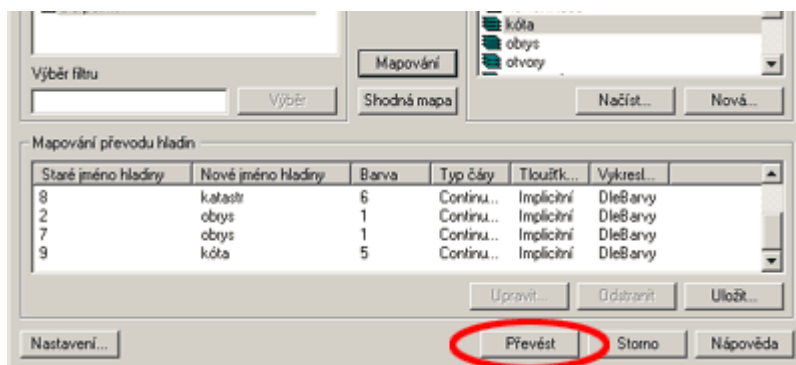 kóta
obrys
otvory
Mapování
Výběr filtru
Výběr
Shodná mapa
Načíst...
Nová...
Mapování převodu hladin
Staré jméno hladiny Nové jméno hladiny Barva Typ čáry Tloušťk... Vykresl...
8 katastr 6 Continu... Implicitní DleBarvy
2 obrys 1 Continu... Implicitní DleBarvy
7 obrys 1 Continu... Implicitní DleBarvy
9 kóta 5 Continu... Implicitní DleBarvy
Upravit... Odstranit Uložit...
Nastavení... Převést Storno Nápověda